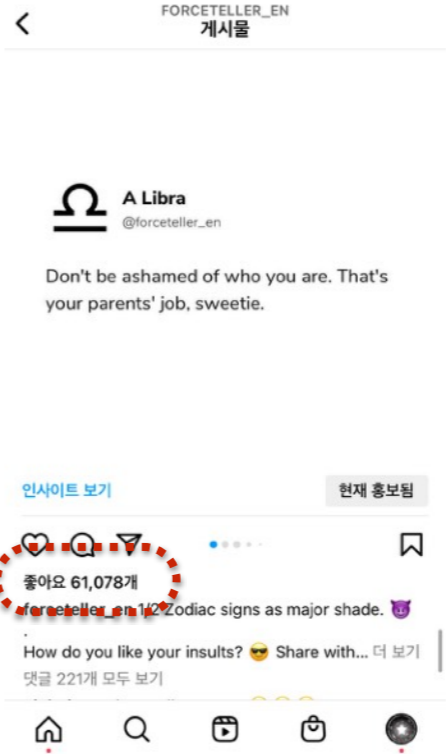 FORCETELLER_EN
게시물
A Libra
@forceteller_en
Don't be ashamed of who you are. That's
your parents' job, sweetie.
인사이트 보기
현재 홍보됨
좋아요 61,078개
forceteller_en 1/2 Zodiac signs as major shade. 😈
.
How do you like your insults? 😎 Share with... 더 보기
댓글 221개 모두 보기